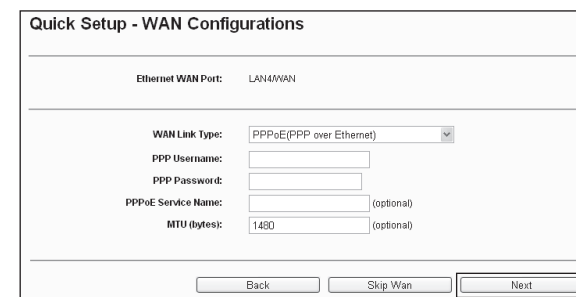 Quick Setup - WAN Configurations
Ethernet WAN Port: LAN4/WAN
WAN Link Type: PPPoE(PPP over Ethernet)
PPP Username:
PPP Password:
PPPoE Service Name: (optional)
MTU (bytes): 1480 (optional)
Back Skip Wan Next